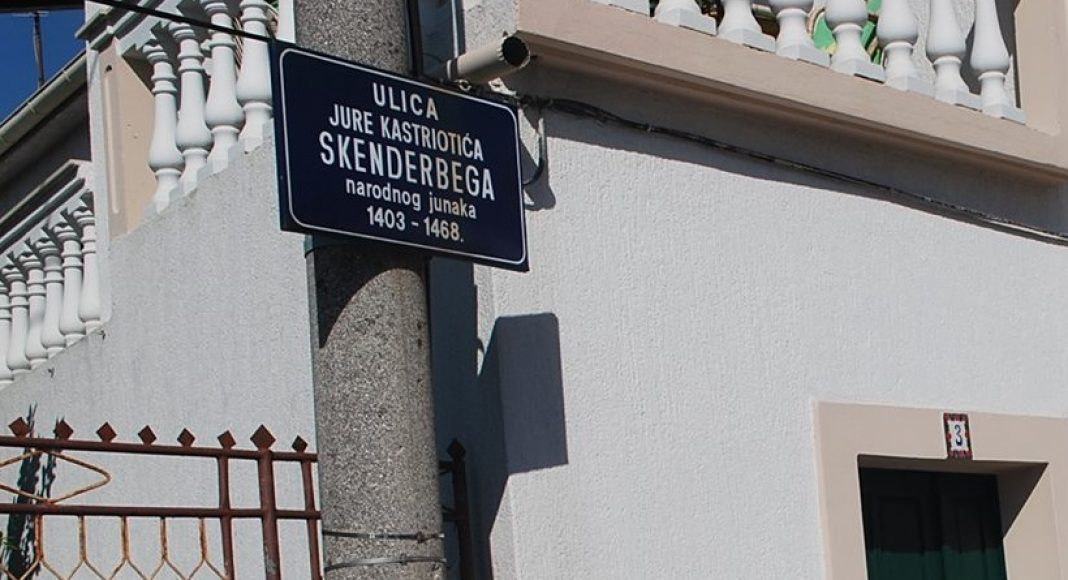 ULICA
JURE KASTRIOTIĆA
SKENDERBEGA
narodnog junaka
1403 - 1468.
3